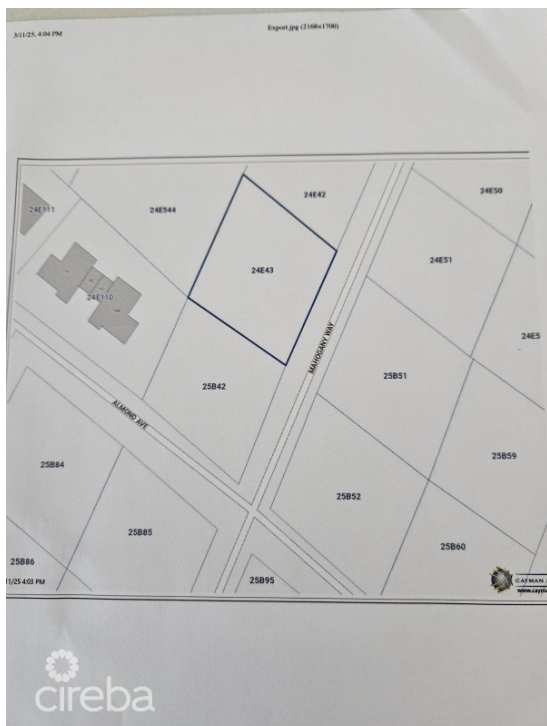 3/11/25, 4:04 PM
Export.jpg (2168×1700)
24E42
24E50
24E111
24E544
24E51
24E43
24E110
24E5
MAHOGANY WAY
25B42
25B51
ALMOND AVE
25B59
25B84
25B52
25B85
25B60
25B86
25B95
11/25 4:03 PM
CAYMAN
www.caym
cireba